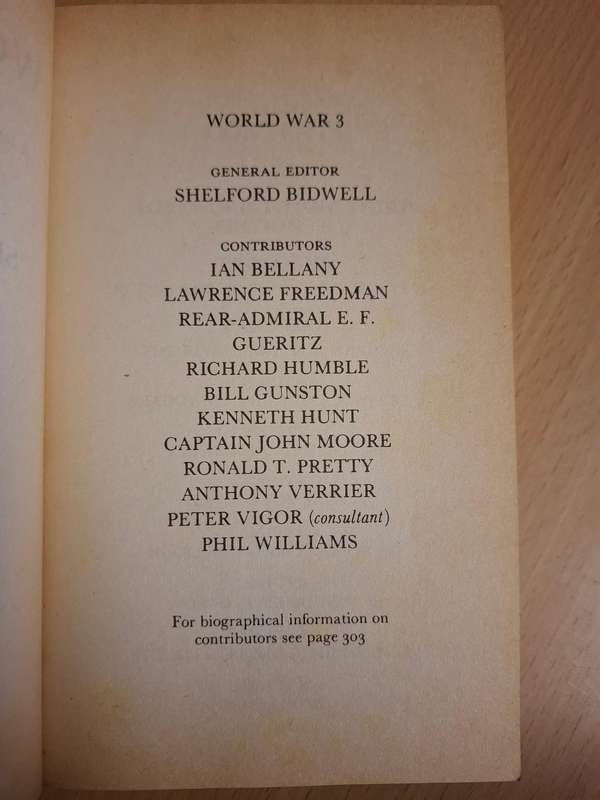 WORLD WAR 3
GENERAL EDITOR
SHELFORD BIDWELL
CONTRIBUTORS
IAN BELLANY
LAWRENCE FREEDMAN
REAR-ADMIRAL E. F.
GUERITZ
RICHARD HUMBLE
BILL GUNSTON
KENNETH HUNT
CAPTAIN JOHN MOORE
RONALD T. PRETTY
ANTHONY VERRIER
PETER VIGOR (consultant)
PHIL WILLIAMS
For biographical information on
contributors see page 303